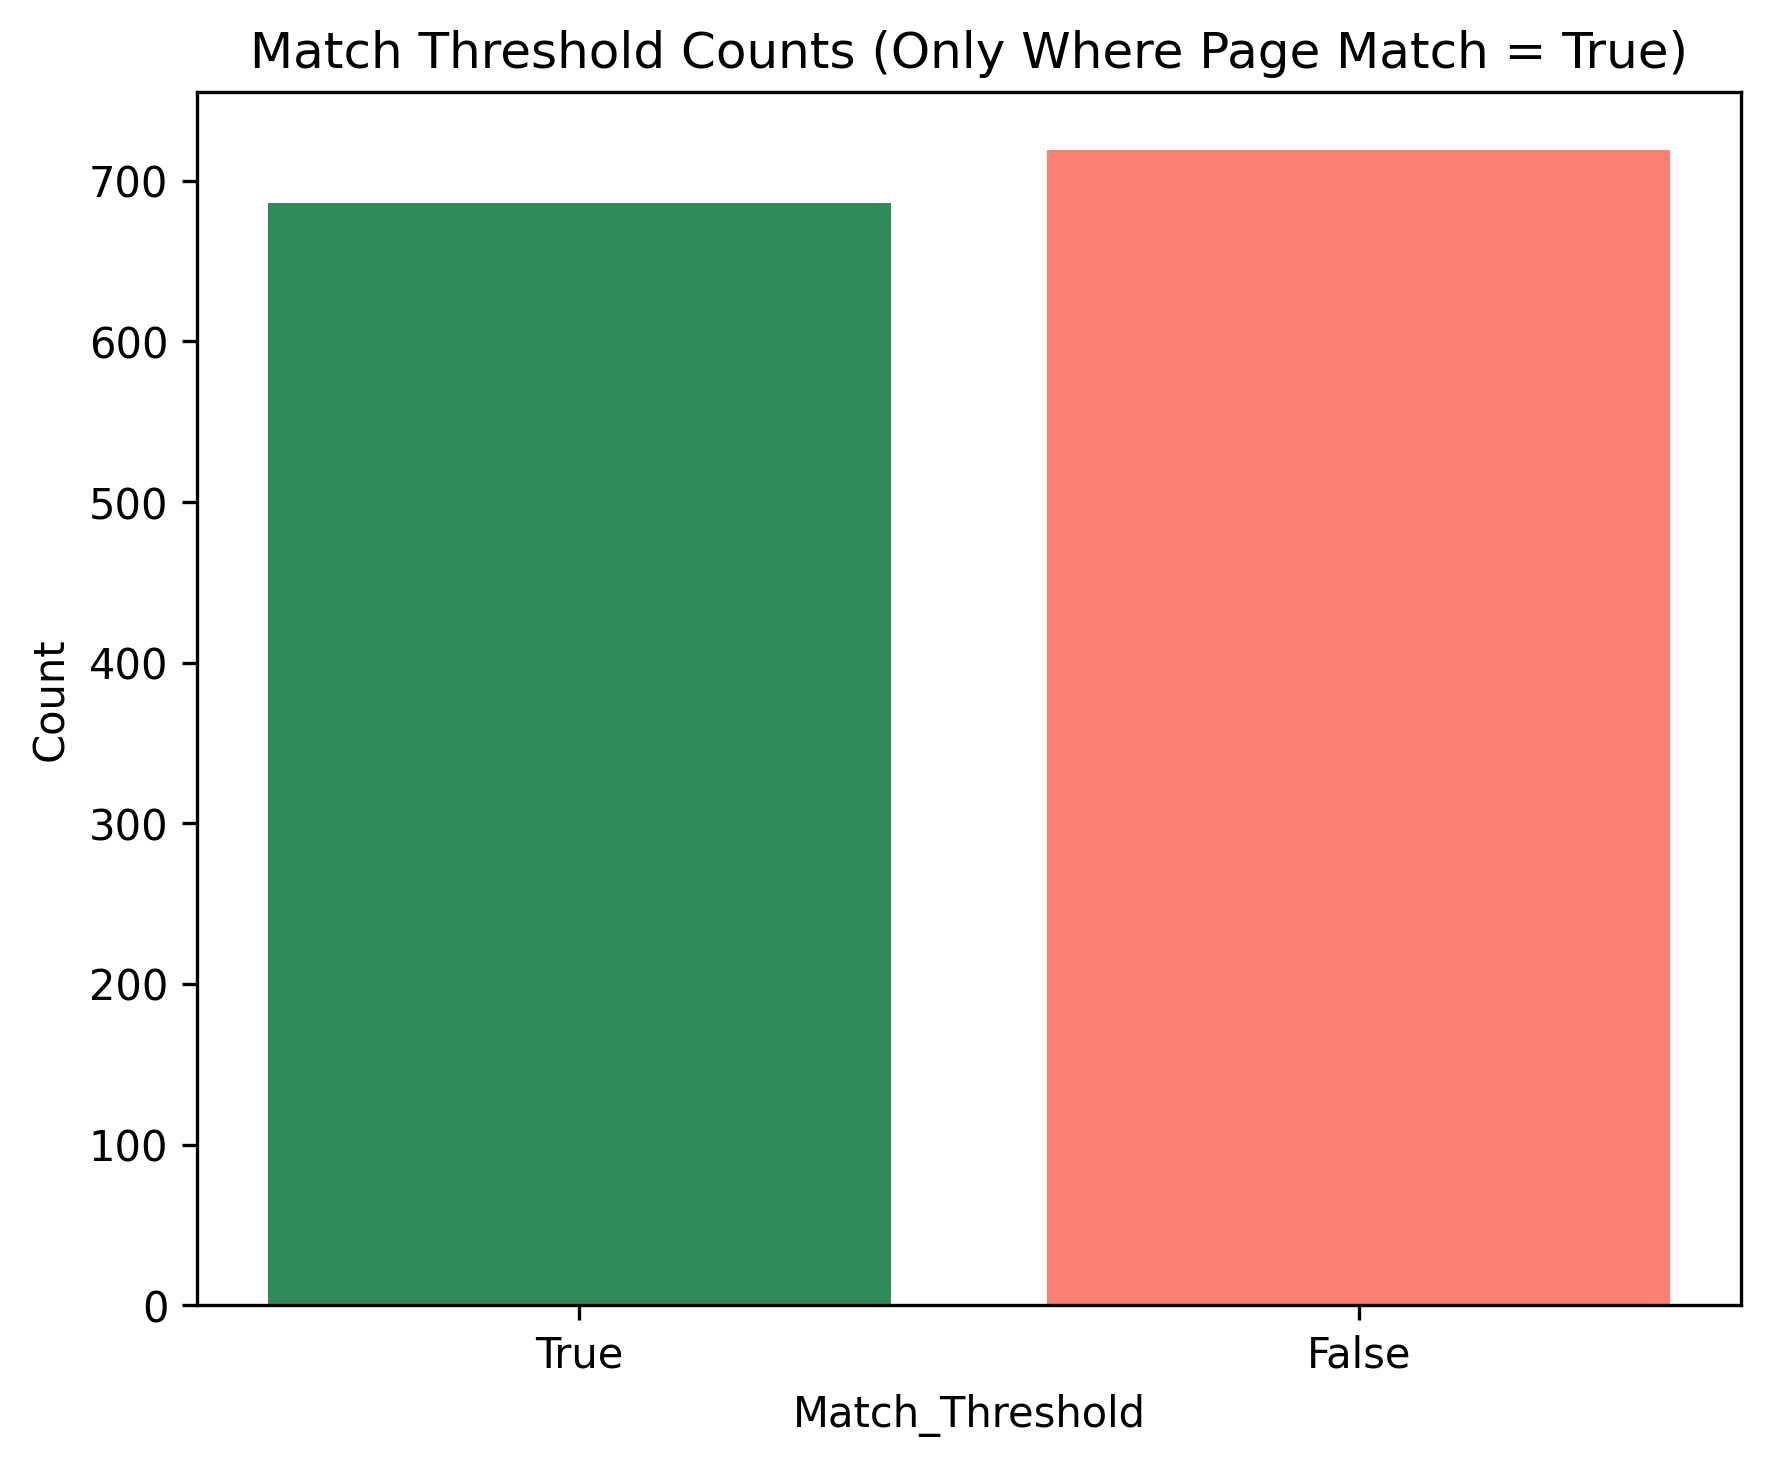 Match Threshold Counts (Only Where Page Match = True)
700
600
500
400
300
200
100
0
Count
True False
Match_Threshold